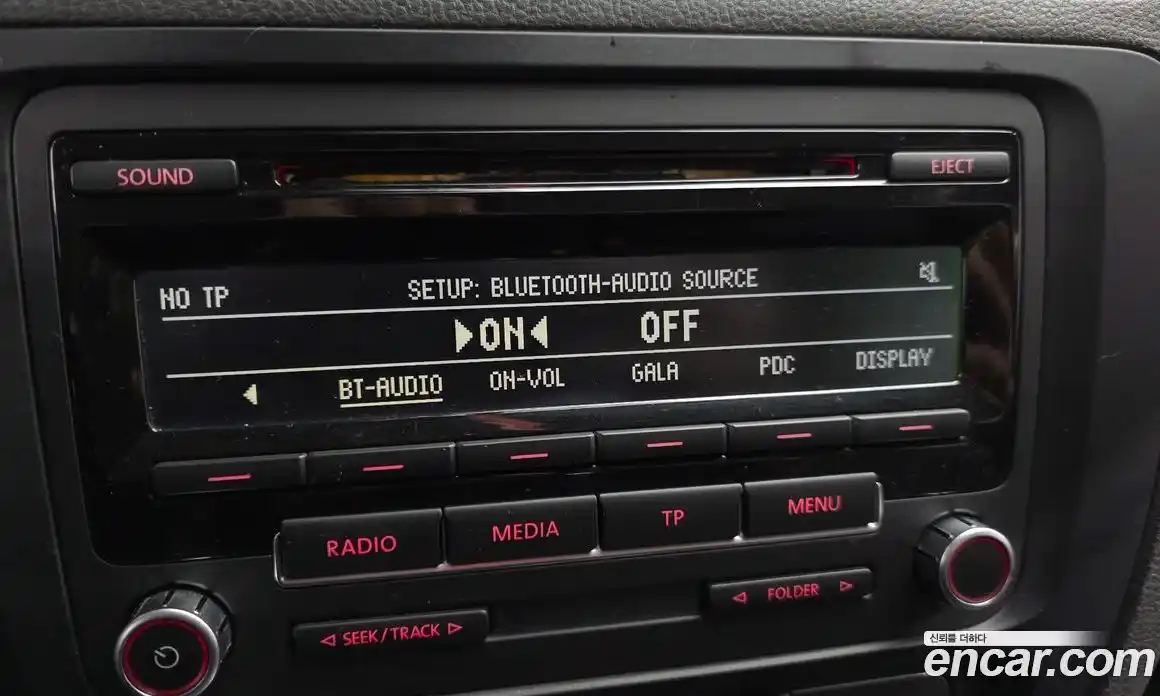 SOUND
EJECT
NO TP
SETUP: BLUETOOTH-AUDIO SOURCE
ON OFF
BT-AUDIO ON-VOL GALA PDC DISPLAY
RADIO MEDIA TP MENU
FOLDER
SEEK/TRACK
신뢰를 더하다
encar.com